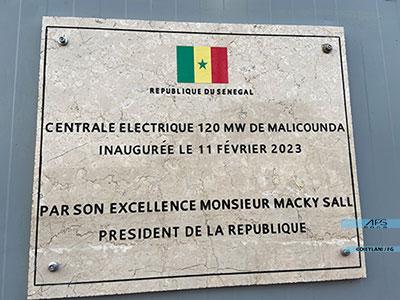 REPUBLIQUE DU SENEGAL
CENTRALE ELECTRIQUE 120 MW DE MALICOUNDA
INAUGURÉE LE 11 FÉVRIER 2023
PAR SON EXCELLENCE MONSIEUR MACKY SALL
PRESIDENT DE LA REPUBLIQUE
APS